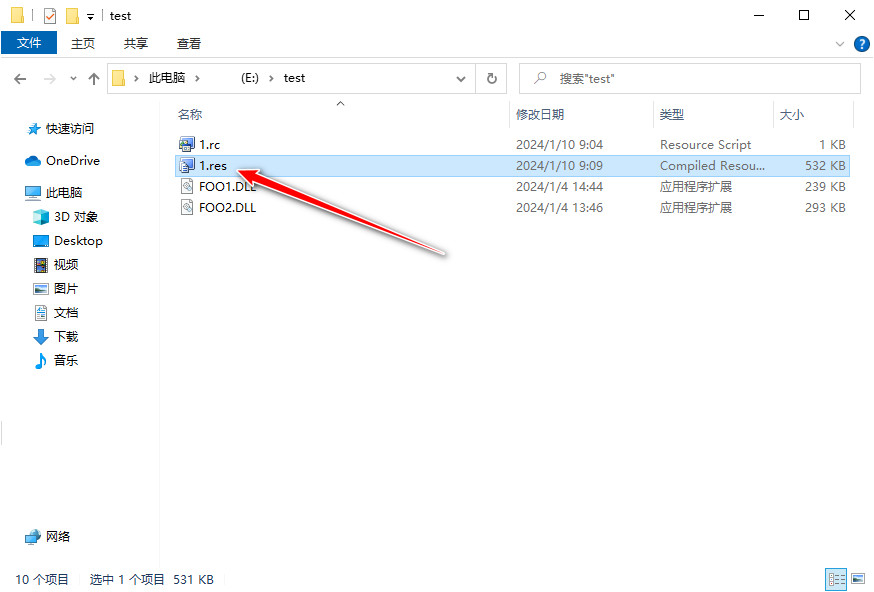 test
文件 主页 共享 查看
此电脑 (E:) test 搜索"test"
名称 修改日期 类型 大小
1.rc 2024/1/10 9:04 Resource Script 1 KB
1.res 2024/1/10 9:09 Compiled Resou... 532 KB
FOO1.DLL 2024/1/4 14:44 应用程序扩展 239 KB
FOO2.DLL 2024/1/4 13:46 应用程序扩展 293 KB
快速访问
OneDrive
此电脑
3D 对象
Desktop
视频
图片
文档
下载
音乐
网络
10 个项目 选中 1 个项目 531 KB